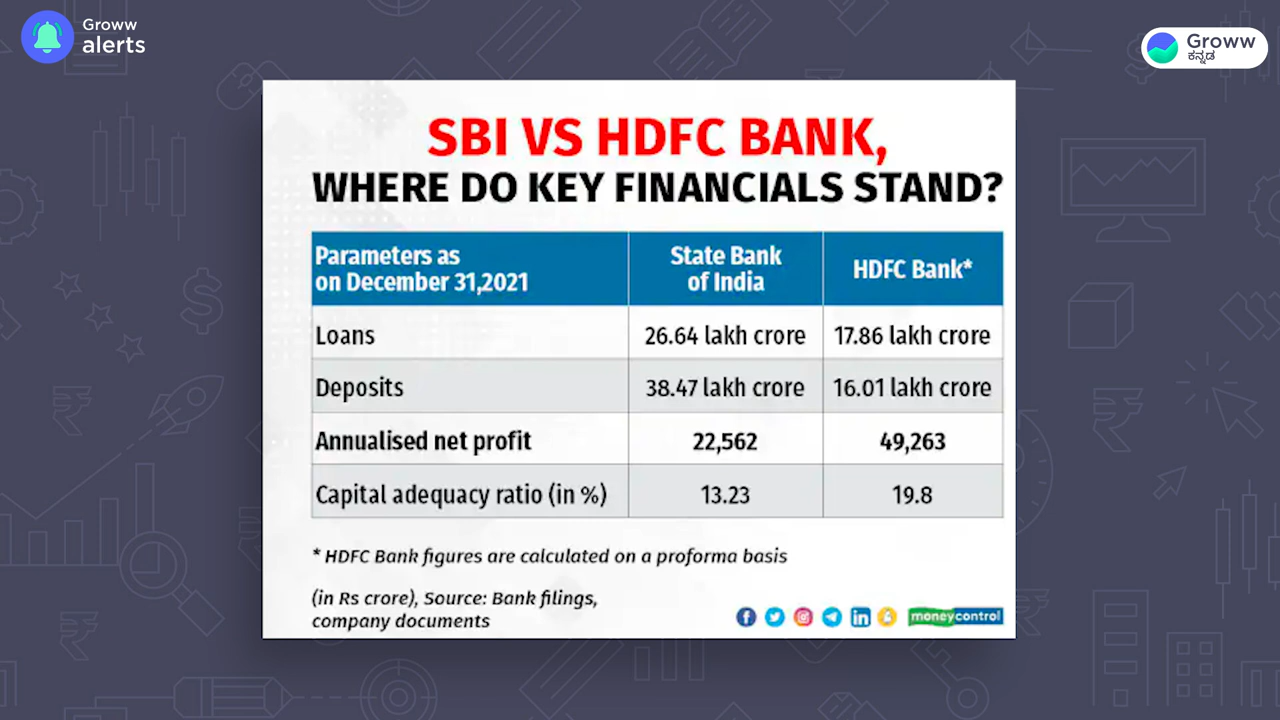 Groww
alerts
Groww
ಕನ್ನಡ
SBI VS HDFC BANK,
WHERE DO KEY FINANCIALS STAND?
Parameters as
on December 31,2021
State Bank
of India
HDFC Bank*
Loans 26.64 lakh crore 17.86 lakh crore
Deposits 38.47 lakh crore 16.01 lakh crore
Annualised net profit 22,562 49,263
Capital adequacy ratio (in %) 13.23 19.8
* HDFC Bank figures are calculated on a proforma basis
(in Rs crore), Source: Bank filings,
company documents
moneycontrol